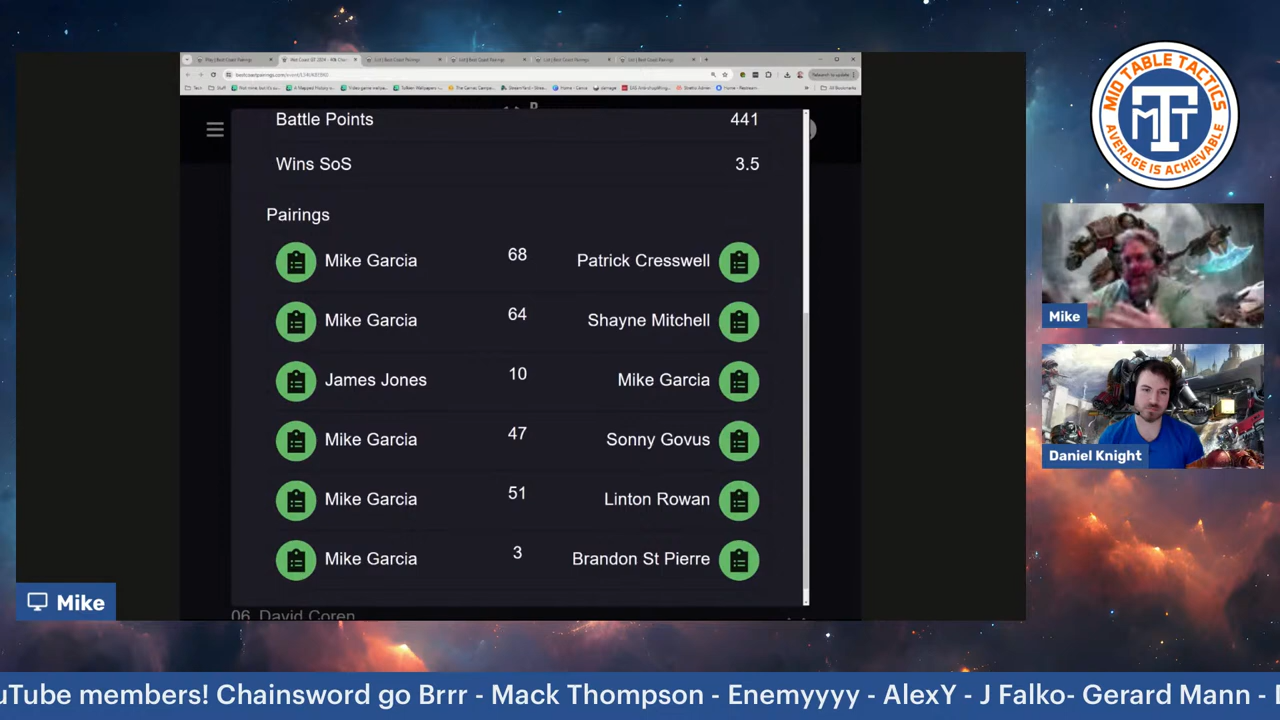 MID TABLE TACTICS
MTT
AVERAGE IS ACHIEVABLE
Battle Points 441
Wins SoS 3.5
Pairings
Mike Garcia 68 Patrick Cresswell
Mike Garcia 64 Shayne Mitchell
James Jones 10 Mike Garcia
Mike Garcia 47 Sonny Govus
Mike Garcia 51 Linton Rowan
Mike Garcia 3 Brandon St Pierre
06. David Coren
Mike
Daniel Knight
Mike
uTube members! Chainsword go Brrr - Mack Thompson - Enemyyyy - AlexY - J Falko- Gerard Mann -